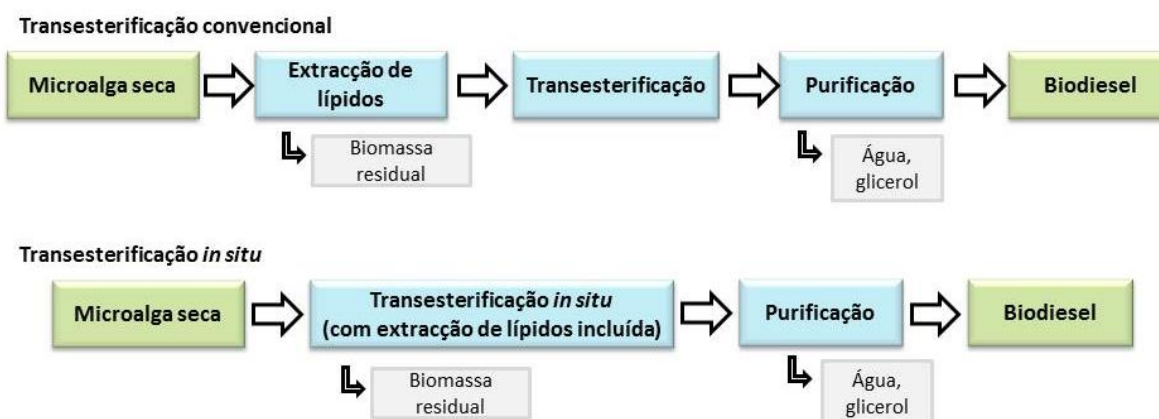 Transesterificação convencional
Microalga seca
Extracção de
lípidos
Transesterificação
Purificação
Biodiesel
Biomassa
residual
Água,
glicerol
Transesterificação in situ
Microalga seca
Transesterificação in situ
(com extracção de lípidos incluída)
Purificação
Biodiesel
Biomassa
residual
Água,
glicerol